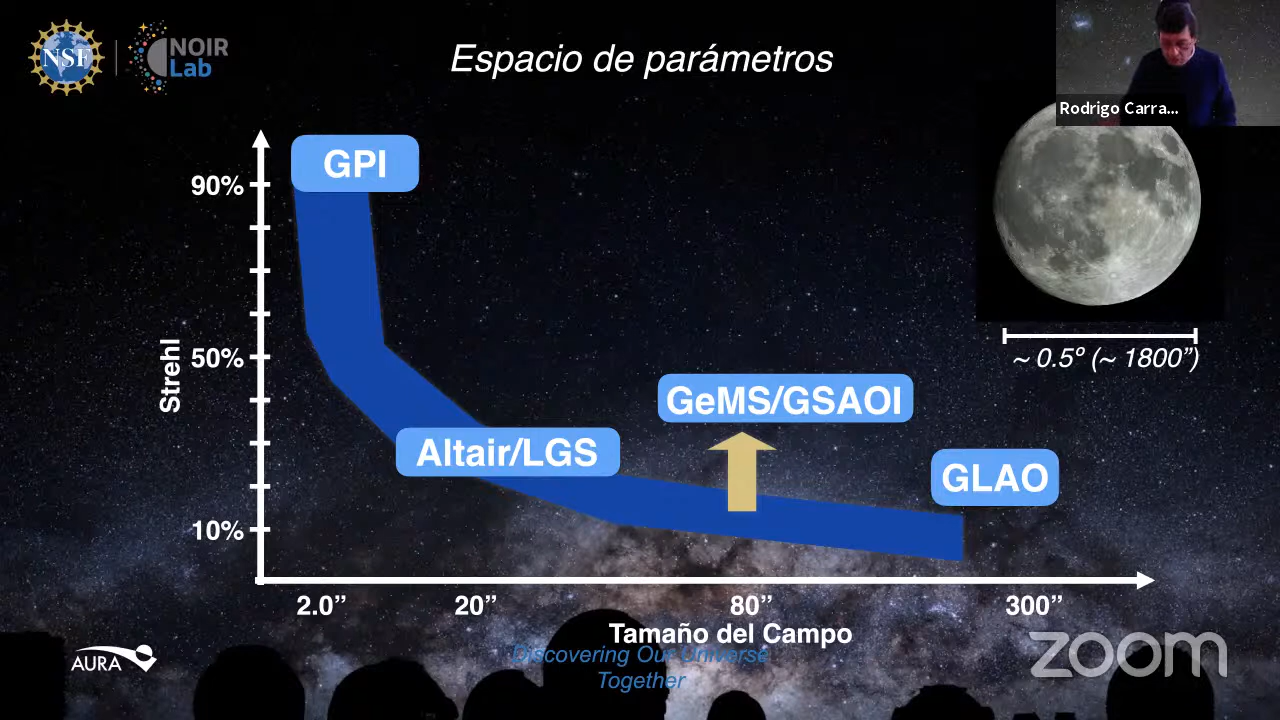 NSF
NOIR
Lab
Espacio de parámetros
Rodrigo Carra...
GPI
90%
50%
10%
Strehl
~ 0.5º (~ 1800”)
GeMS/GSAOI
Altair/LGS
GLAO
2.0”
20”
80”
300”
Tamaño del Campo
Discovering Our Universe
Together
AURA
zoom